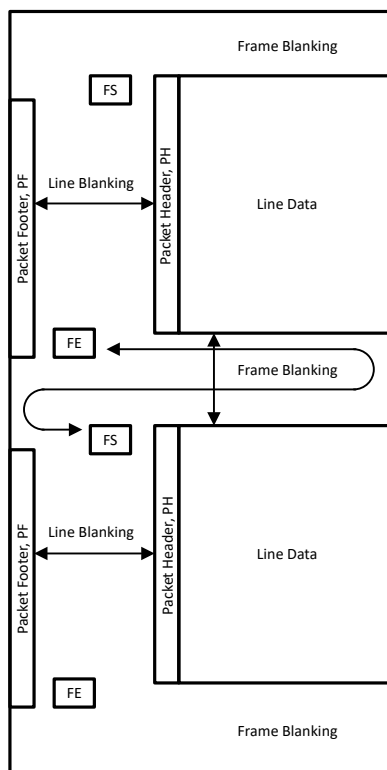 Frame Blanking
FS
Packet Footer, PF
Line Blanking
Packet Header, PH
Line Data
FE
Frame Blanking
FS
Packet Footer, PF
Line Blanking
Packet Header, PH
Line Data
FE
Frame Blanking